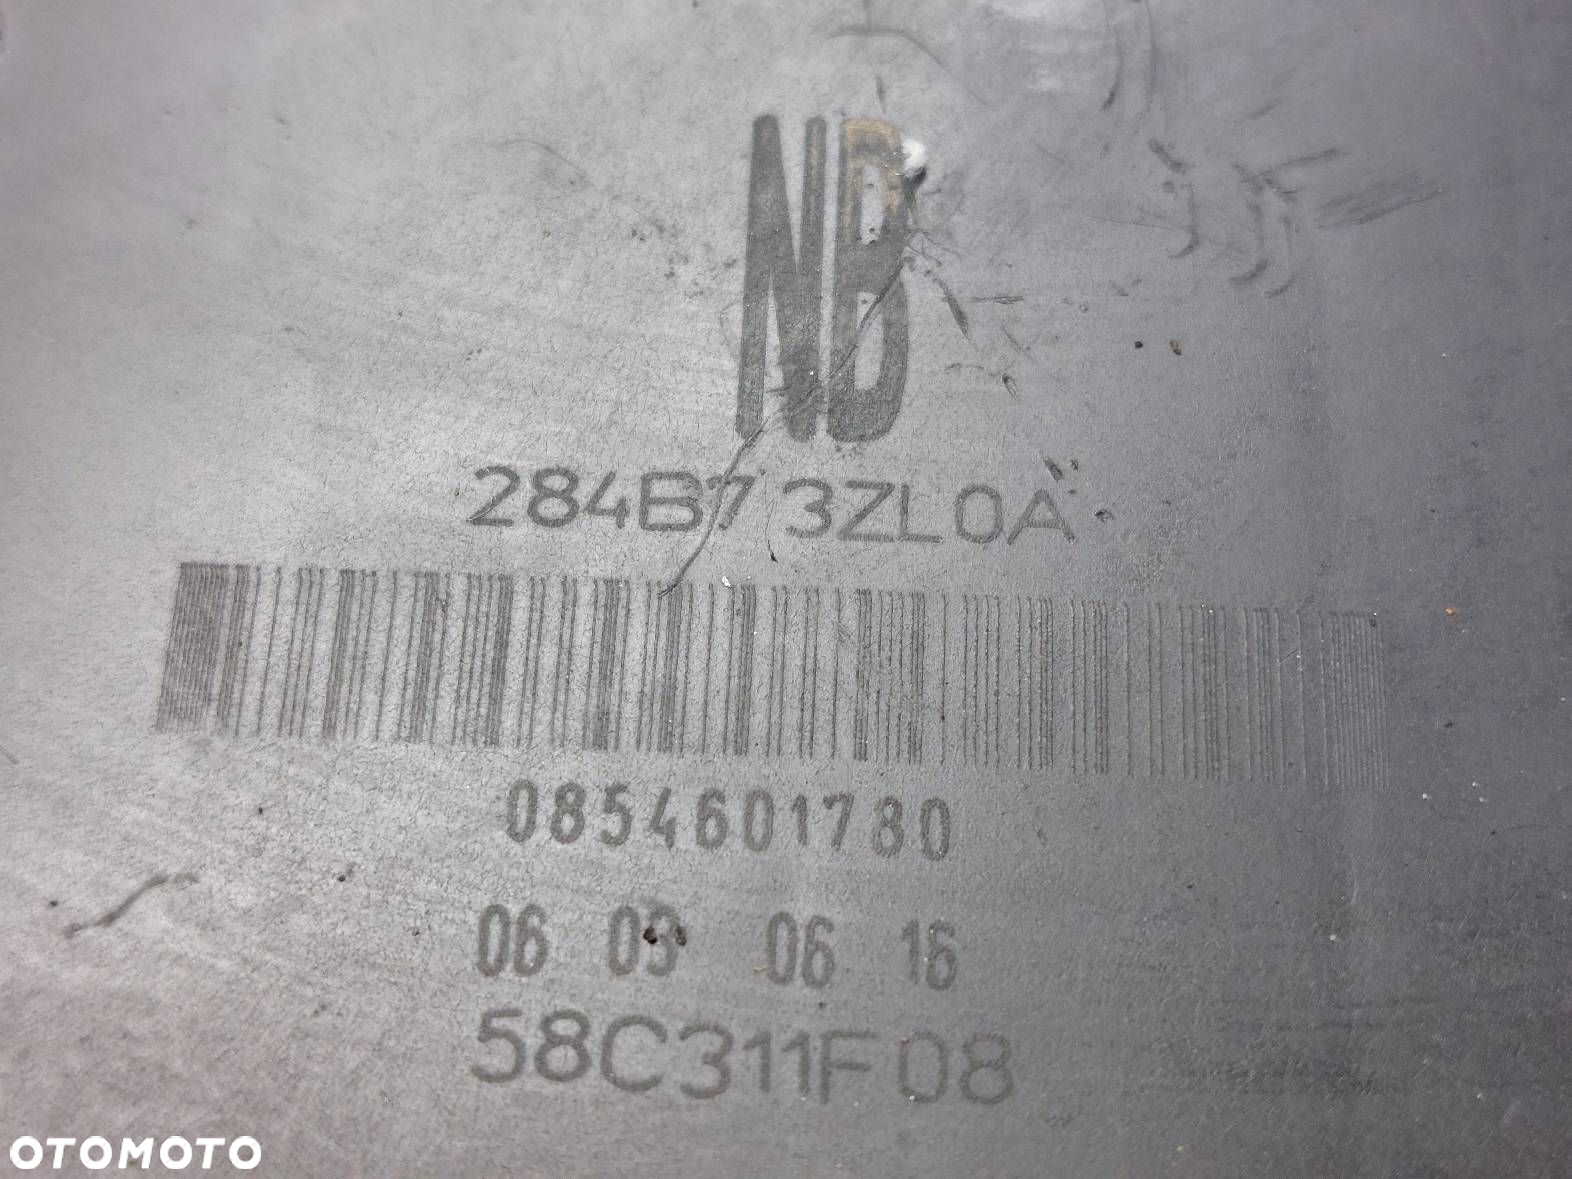 NB
284B7 3ZL0A
0854601780
06 09 06 16
58C311F08
OTOMOTO